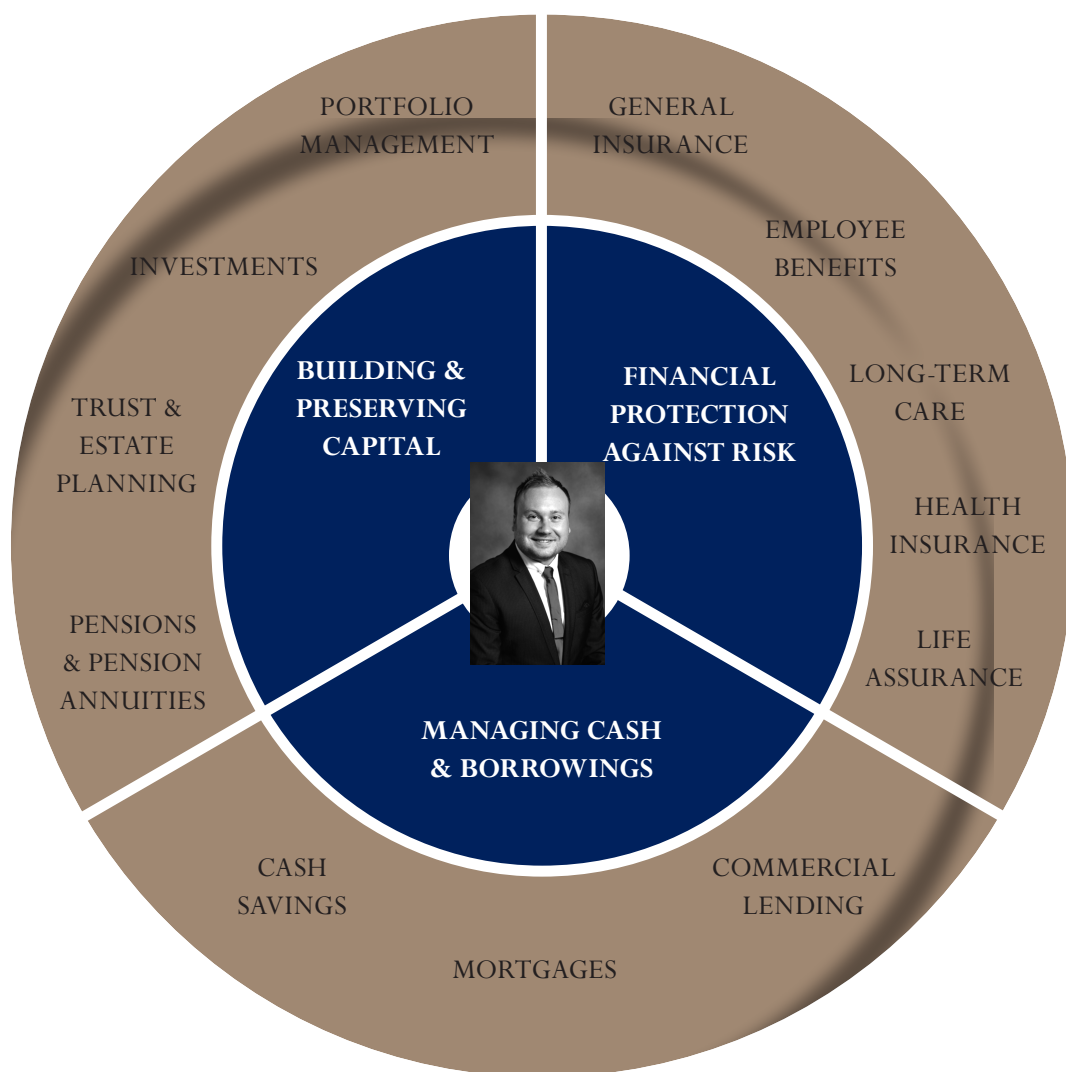 PORTFOLIO
MANAGEMENT
INVESTMENTS
TRUST &
ESTATE
PLANNING
PENSIONS
& PENSION
ANNUITIES
BUILDING &
PRESERVING
CAPITAL
GENERAL
INSURANCE
EMPLOYEE
BENEFITS
LONG-TERM
CARE
HEALTH
INSURANCE
LIFE
ASSURANCE
FINANCIAL
PROTECTION
AGAINST RISK
MANAGING CASH
& BORROWINGS
CASH
SAVINGS
MORTGAGES
COMMERCIAL
LENDING